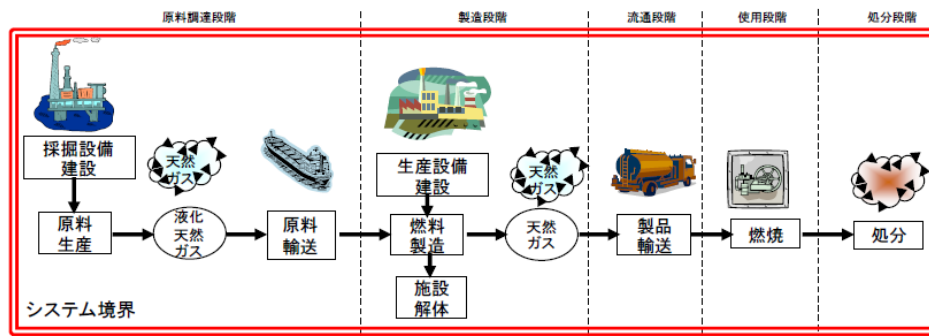 原料調達段階
製造段階
流通段階
使用段階
処分段階
採掘設備
建設
天然
ガス
生産設備
建設
天然
ガス
原料
生産
液化
天然
ガス
原料
輸送
燃料
製造
天然
ガス
製品
輸送
燃焼
処分
施設
解体
システム境界